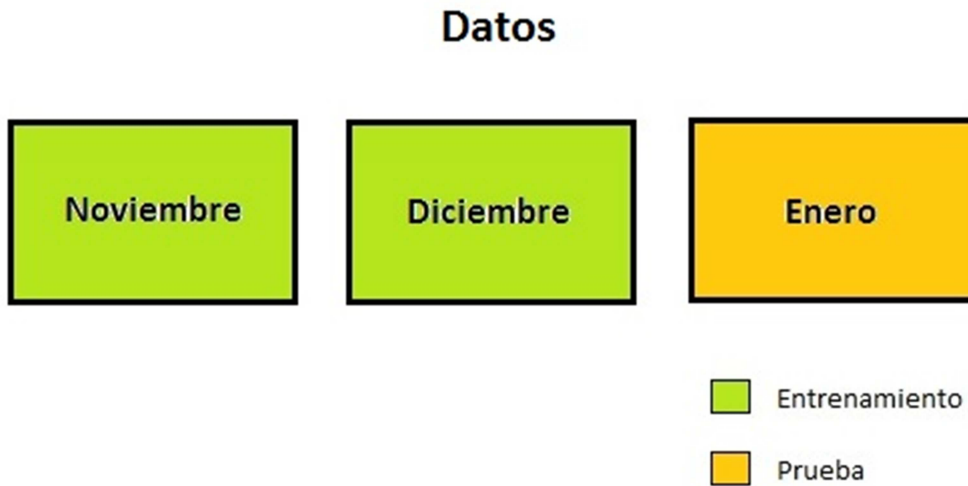 Datos
Noviembre
Diciembre
Enero
Entrenamiento
Prueba